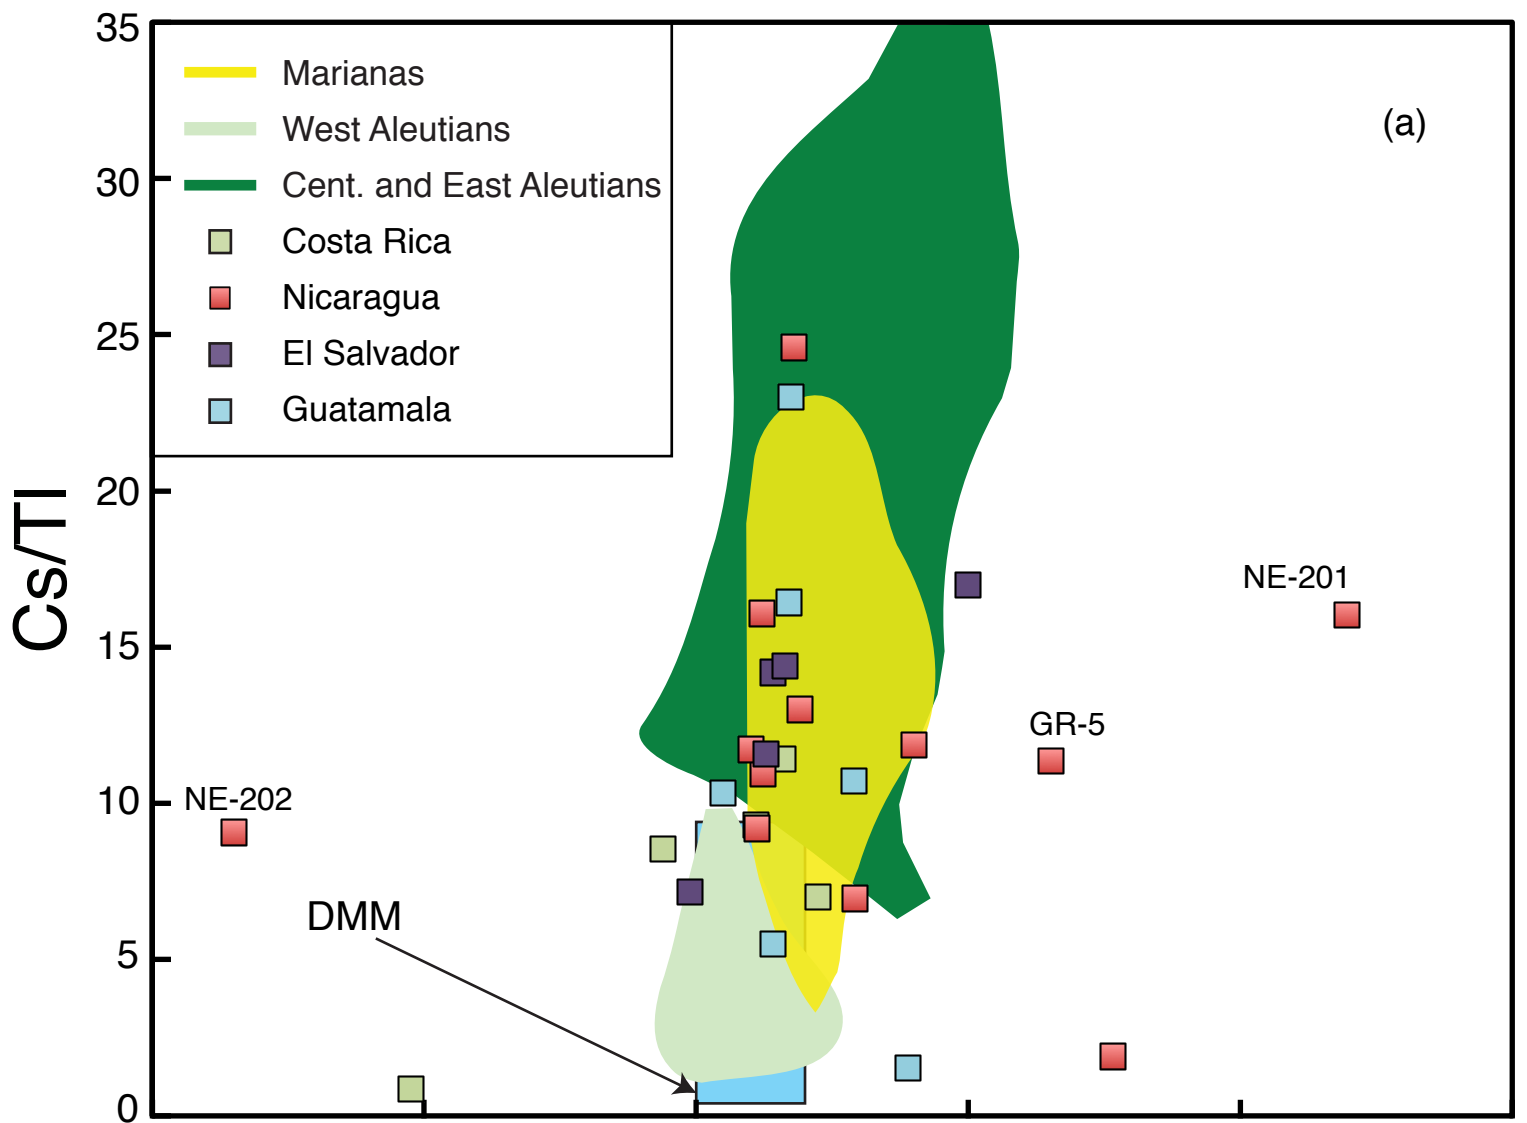 35
30
25
20
15
10
5
0
Cs/Tl
Marianas
West Aleutians
Cent. and East Aleutians
Costa Rica
Nicaragua
El Salvador
Guatamala
(a)
NE-201
GR-5
NE-202
DMM